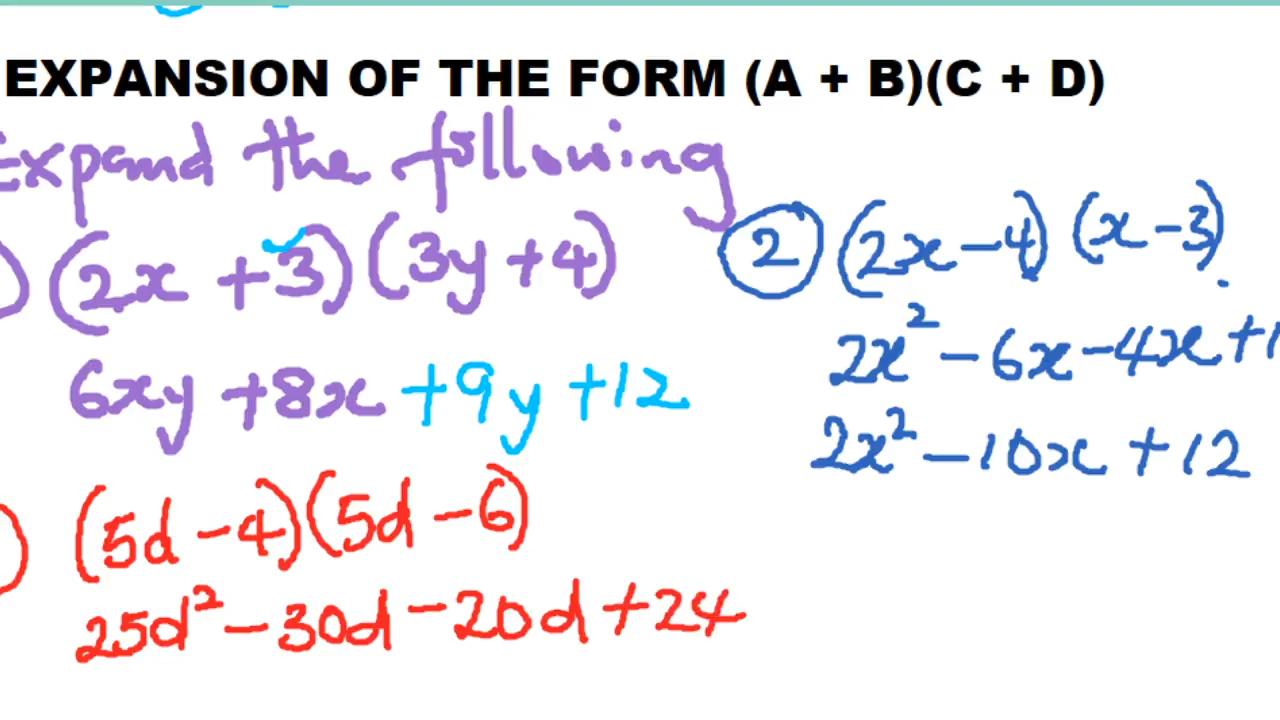 EXPANSION OF THE FORM (A + B)(C + D)
Expand the following
(2x + 3)(3y + 4)
6xy + 8x + 9y + 12
(5d - 4)(5d - 6)
25d² - 30d - 20d + 24
2 (2x - 4)(x - 3)
2x² - 6x - 4x + 1
2x² - 10x + 12